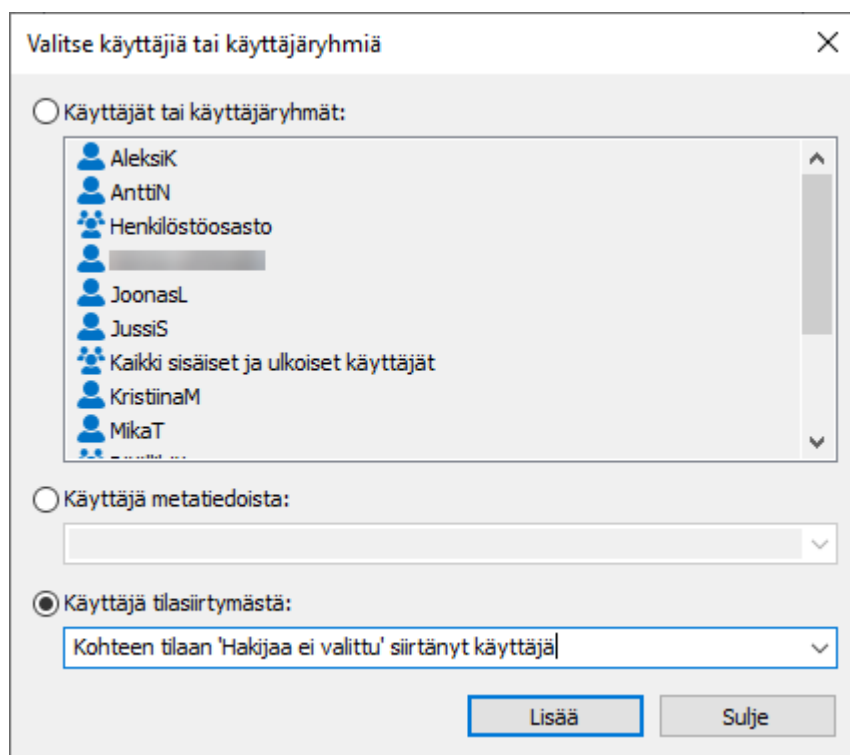 Valitse käyttäjiä tai käyttäjäryhmiä
Käyttäjät tai käyttäjäryhmät:
AleksiK
AnttiN
Henkilöstöosasto
JoonasL
JussiS
Kaikki sisäiset ja ulkoiset käyttäjät
KristiinaM
MikaT
Käyttäjä metatiedoista:
Käyttäjä tilasiirtymästä:
Kohteen tilaan 'Hakijaa ei valittu' siirtänyt käyttäjä
Lisää Sulje